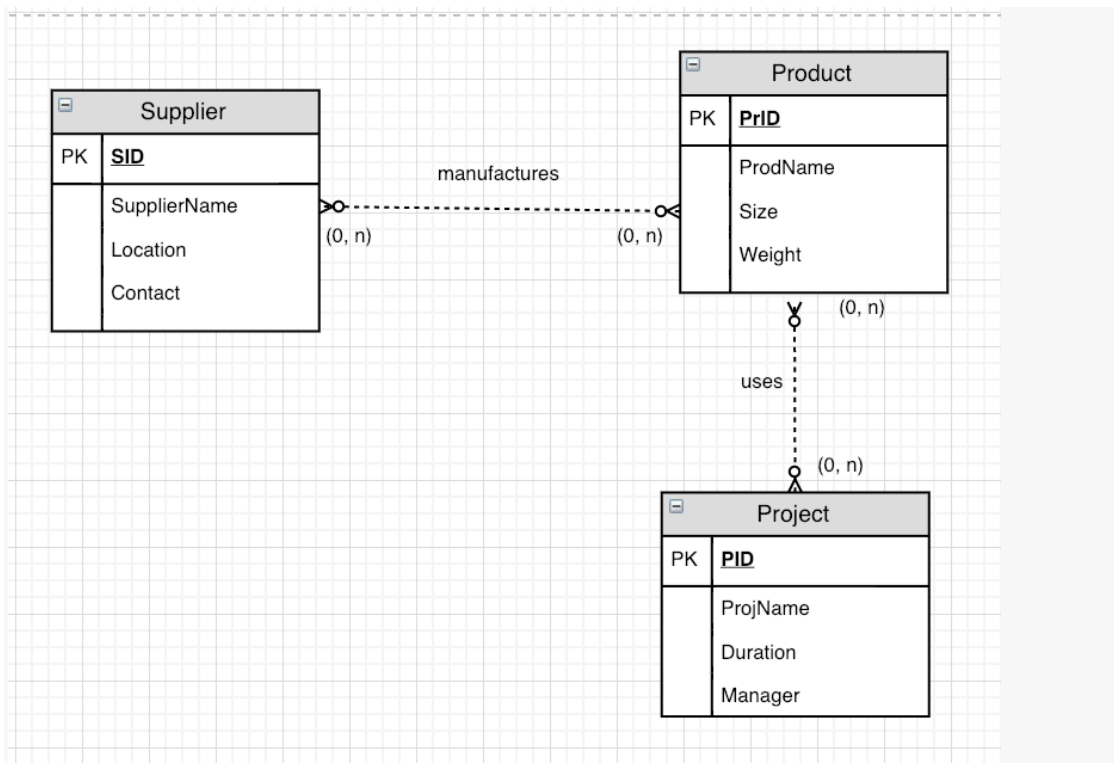 Supplier
PK SID
SupplierName
Location
Contact
manufactures
(0, n)
(0, n)
Product
PK PrID
ProdName
Size
Weight
(0, n)
uses
(0, n)
Project
PK PID
ProjName
Duration
Manager